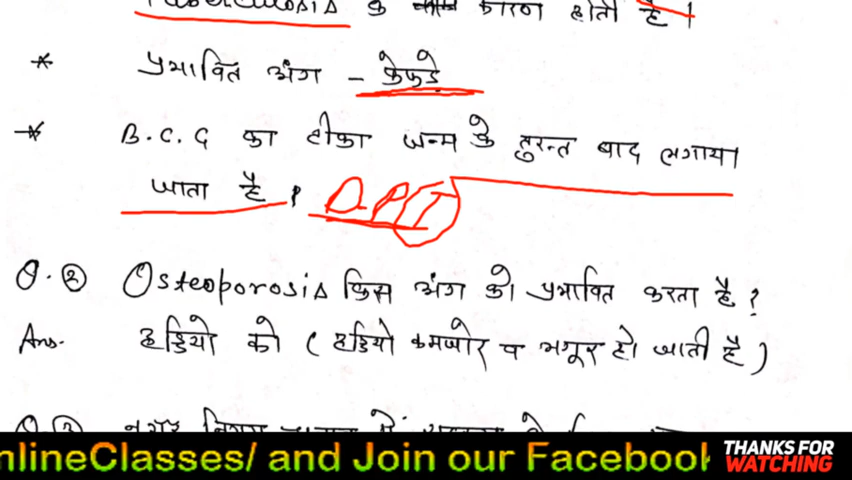 Tuberculosis के कारण होती है।
* प्रभावित अंग - फेफड़े
* B.C.G का टीका जन्म के तुरन्त बाद लगाया
जाता है। DPT
Q.② Osteoporosis किस अंग को प्रभावित करता है?
Ans. हडियो को (हडियो कमजोर व भगूर हो जाती है)
nlineClasses/ and Join our Facebook
THANKS FOR
WATCHING